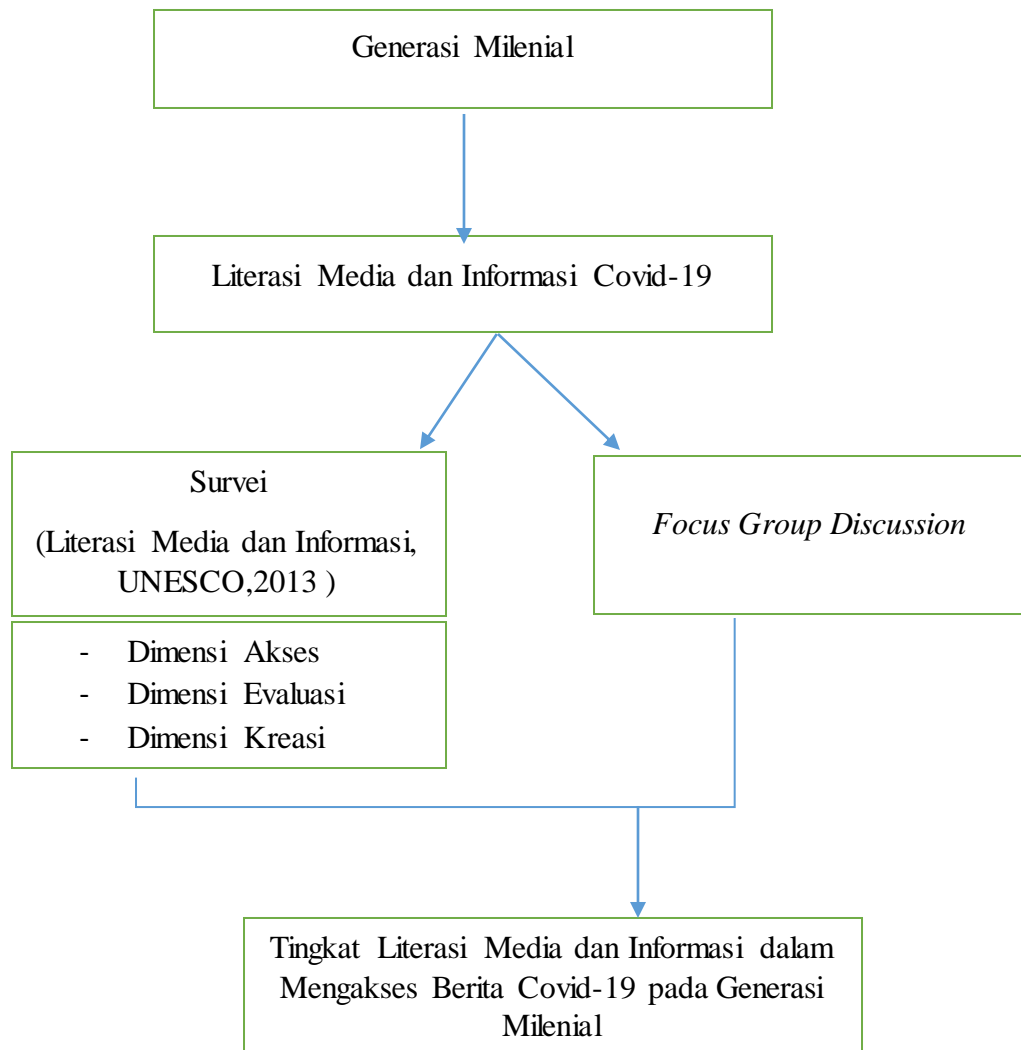 Generasi Milenial
Literasi Media dan Informasi Covid-19
Survei
(Literasi Media dan Informasi,
UNESCO,2013 )
Focus Group Discussion
- Dimensi Akses
- Dimensi Evaluasi
- Dimensi Kreasi
Tingkat Literasi Media dan Informasi dalam
Mengakses Berita Covid-19 pada Generasi
Milenial